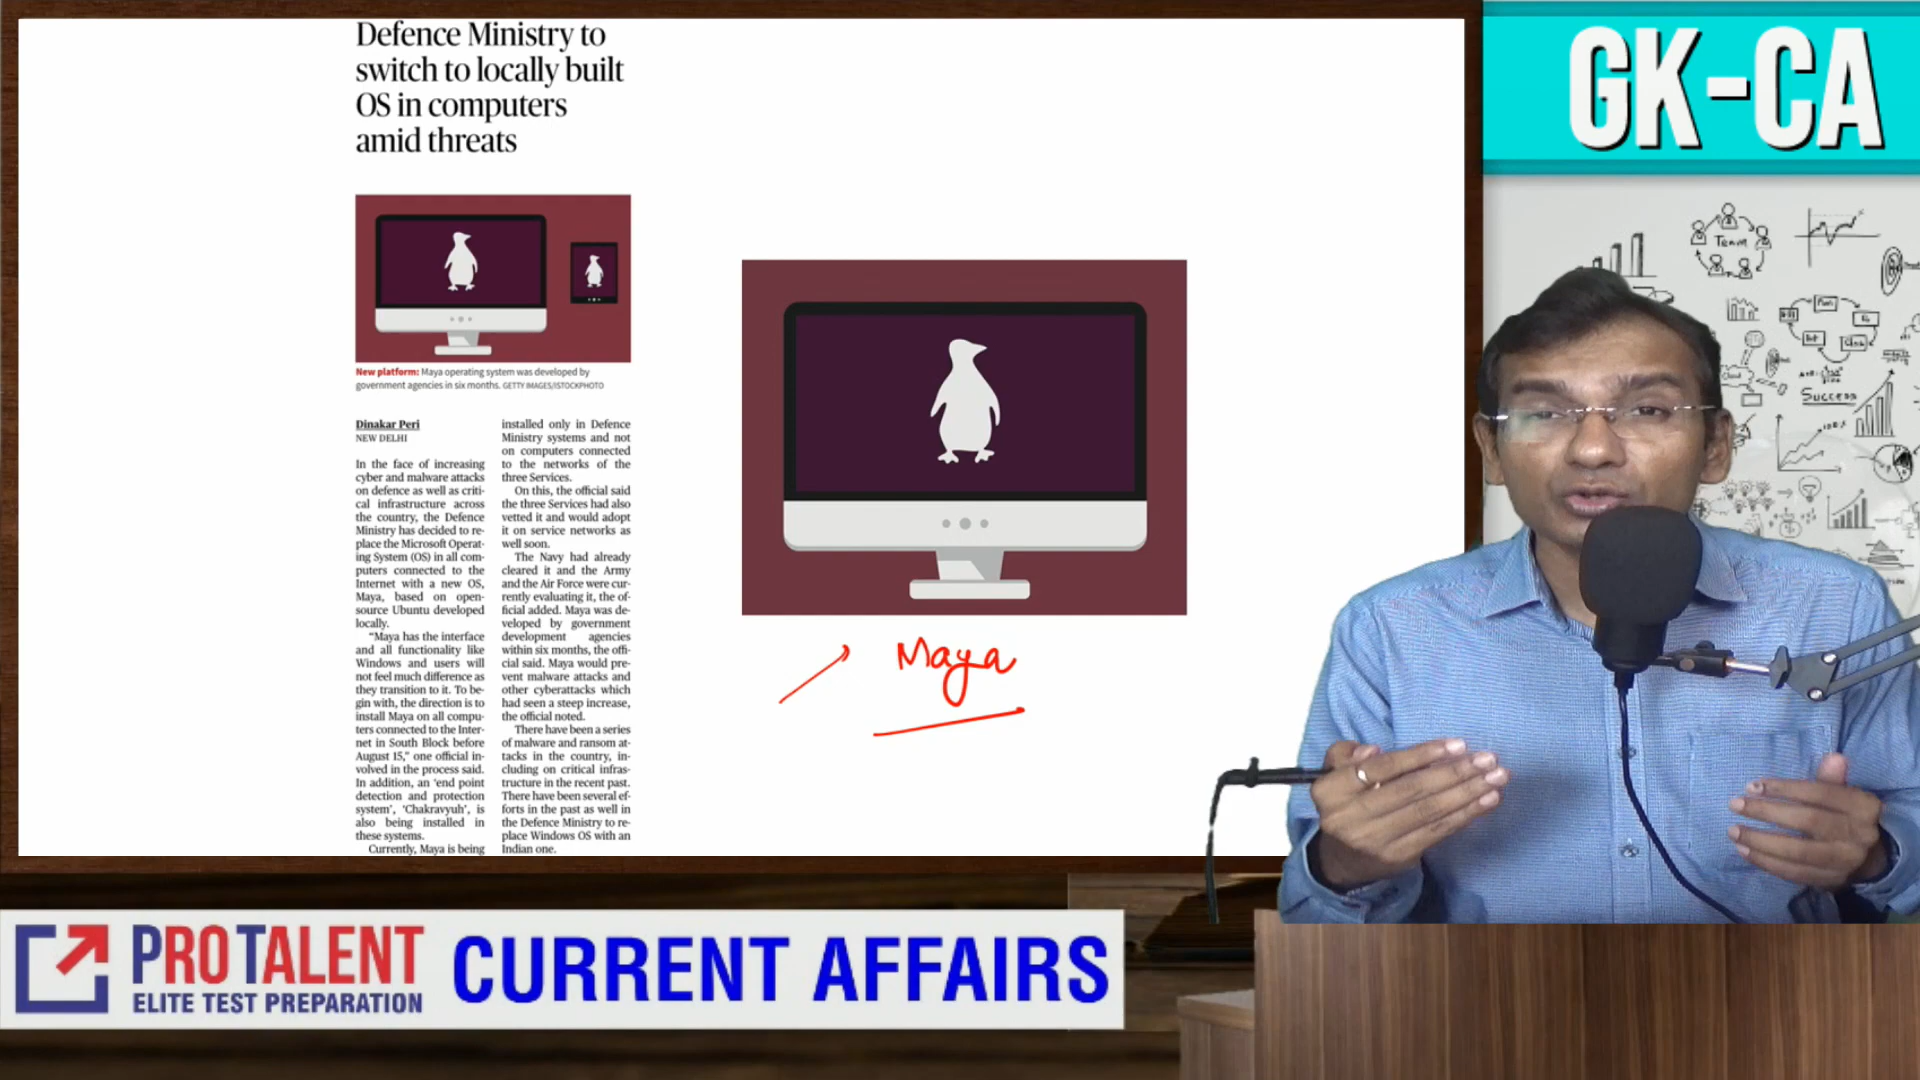 Defence Ministry to
switch to locally built
OS in computers
amid threats
New platform: Maya operating system was developed by
government agencies in six months. GETTY IMAGES/ISTOCKPHOTO
Dinakar Peri
NEW DELHI
In the face of increasing
cyber and malware attacks
on defence as well as criti-
cal infrastructure across
the country, the Defence
Ministry has decided to re-
place the Microsoft Operat-
ing System (OS) in all com-
puters connected to the
Internet with a new OS,
Maya, based on open-
source Ubuntu developed
locally.
“Maya has the interface
and all functionality like
Windows and users will
not feel much difference as
they transition to it. To be-
gin with, the direction is to
install Maya on all compu-
ters connected to the Inter-
net in South Block before
August 15,” one official in-
volved in the process said.
In addition, an ‘end point
detection and protection
system’, ‘Chakravyuh’, is
also being installed in
these systems.
Currently, Maya is being
installed only in Defence
Ministry systems and not
on computers connected
to the networks of the
three Services.
On this, the official said
the three Services had also
vetted it and would adopt
it on service networks as
well soon.
The Navy had already
cleared it and the Army
and the Air Force were cur-
rently evaluating it, the of-
ficial added. Maya was de-
veloped by government
development agencies
within six months, the offi-
cial said. Maya would pre-
vent malware attacks and
other cyberattacks which
had seen a steep increase,
the official noted.
There have been a series
of malware and ransom at-
tacks in the country, in-
cluding on critical infras-
tructure in the recent past.
There have been several ef-
forts in the past as well in
the Defence Ministry to re-
place Windows OS with an
Indian one.
Maya
GK-CA
Team
Success
PROTALENT
ELITE TEST PREPARATION
CURRENT AFFAIRS